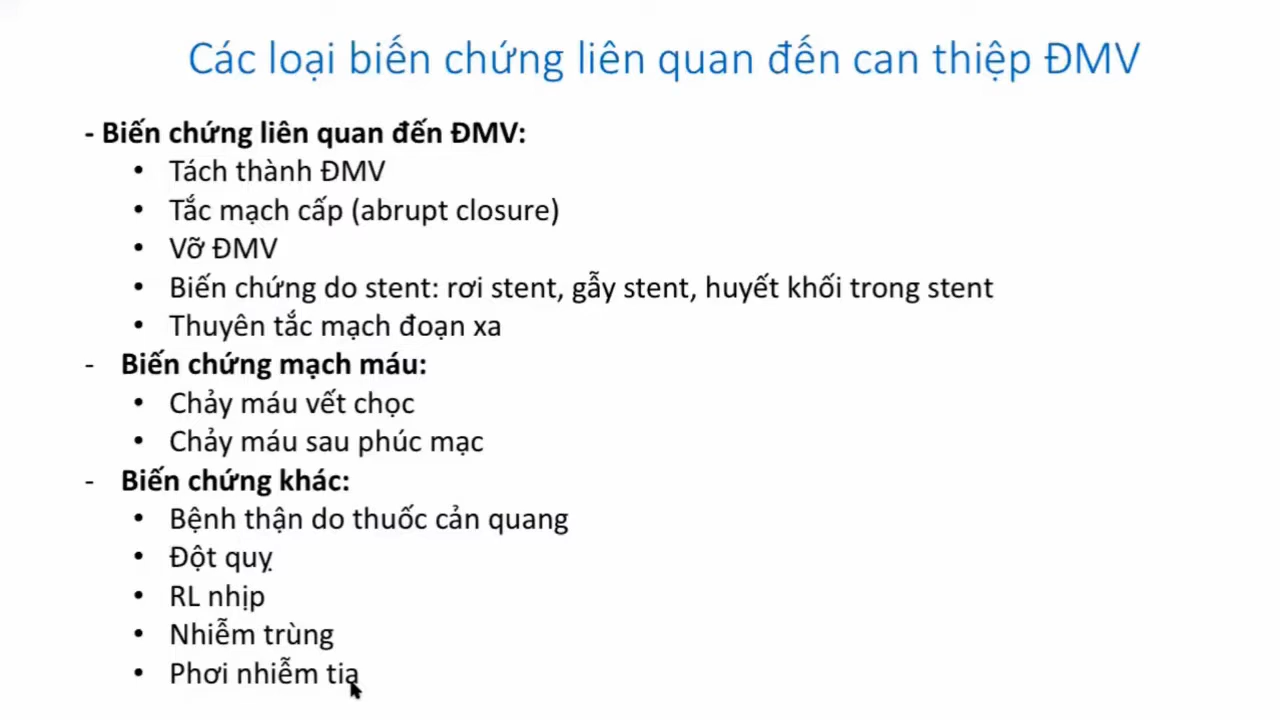 Các loại biến chứng liên quan đến can thiệp ĐMV
- Biến chứng liên quan đến ĐMV:
• Tách thành ĐMV
• Tắc mạch cấp (abrupt closure)
• Vỡ ĐMV
• Biến chứng do stent: rơi stent, gẫy stent, huyết khối trong stent
• Thuyên tắc mạch đoạn xa
- Biến chứng mạch máu:
• Chảy máu vết chọc
• Chảy máu sau phúc mạc
- Biến chứng khác:
• Bệnh thận do thuốc cản quang
• Đột quỵ
• RL nhịp
• Nhiễm trùng
• Phơi nhiễm tia